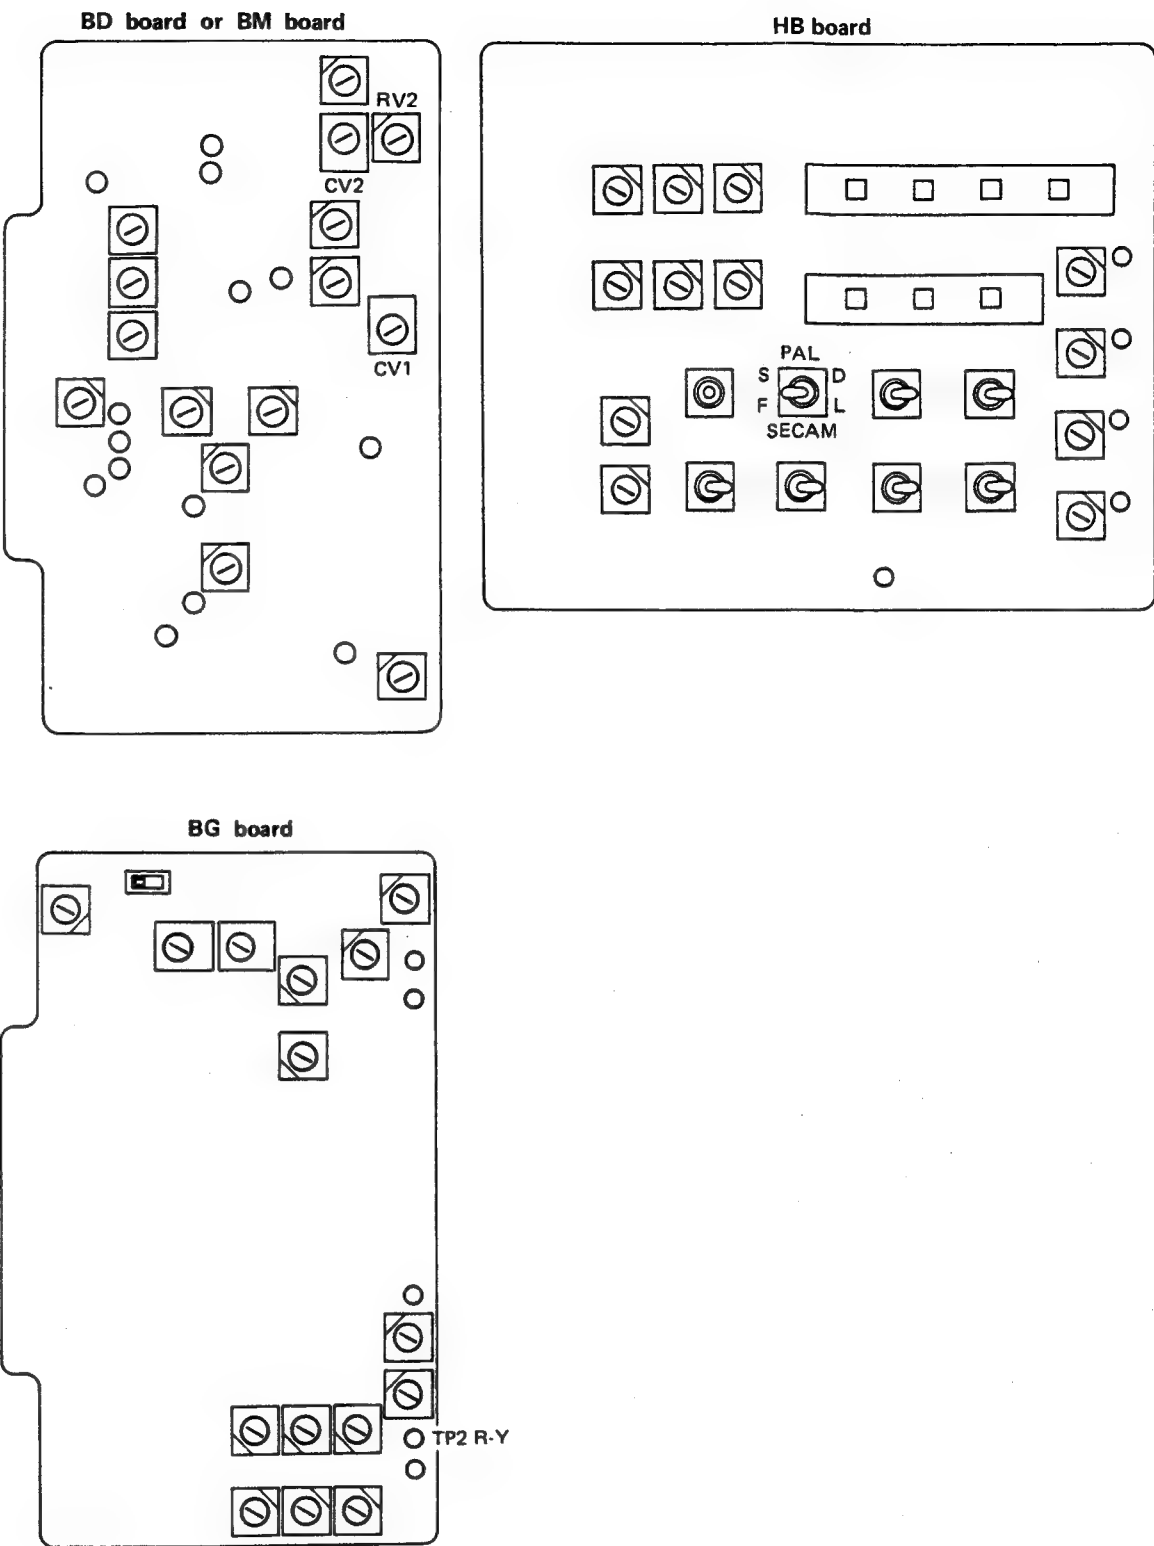 BD board or BM board
HB board
RV2
CV2
CV1
PAL
S D
F L
SECAM
BG board
TP2 R-Y